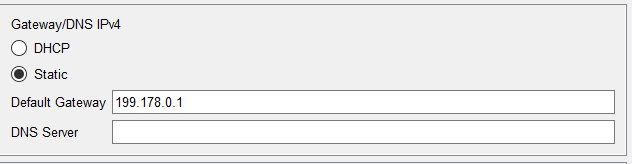 Gateway/DNS IPv4
DHCP
Static
Default Gateway 199.178.0.1
DNS Server